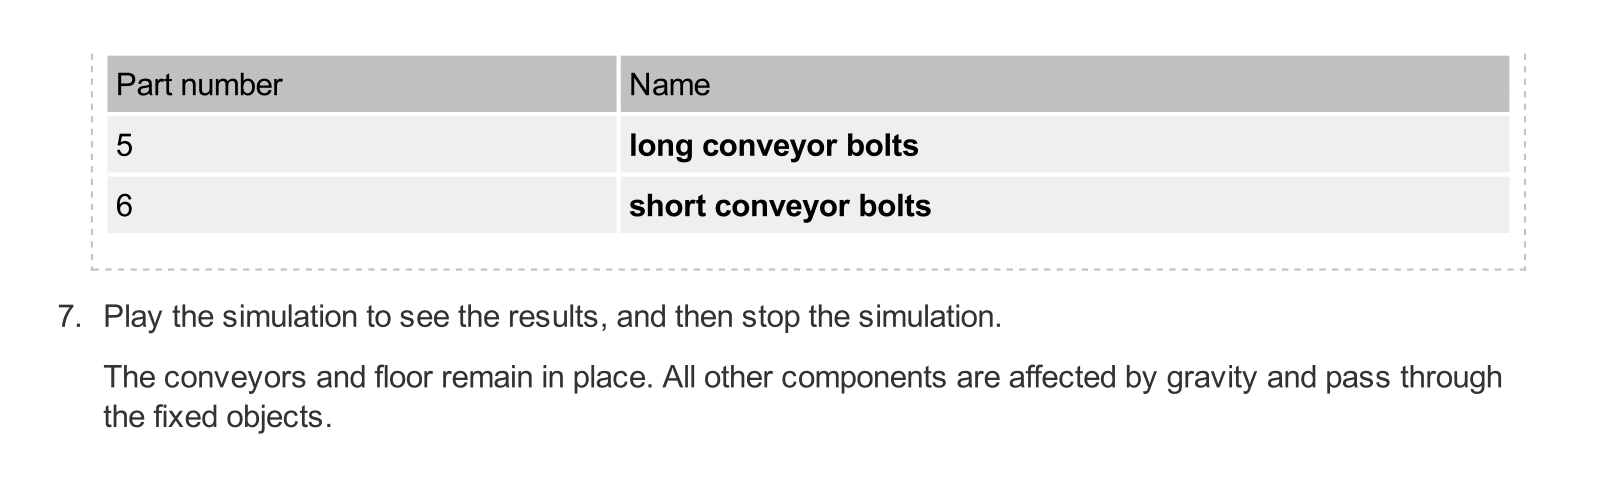 Part number Name
5 long conveyor bolts
6 short conveyor bolts
7. Play the simulation to see the results, and then stop the simulation.
The conveyors and floor remain in place. All other components are affected by gravity and pass through
the fixed objects.